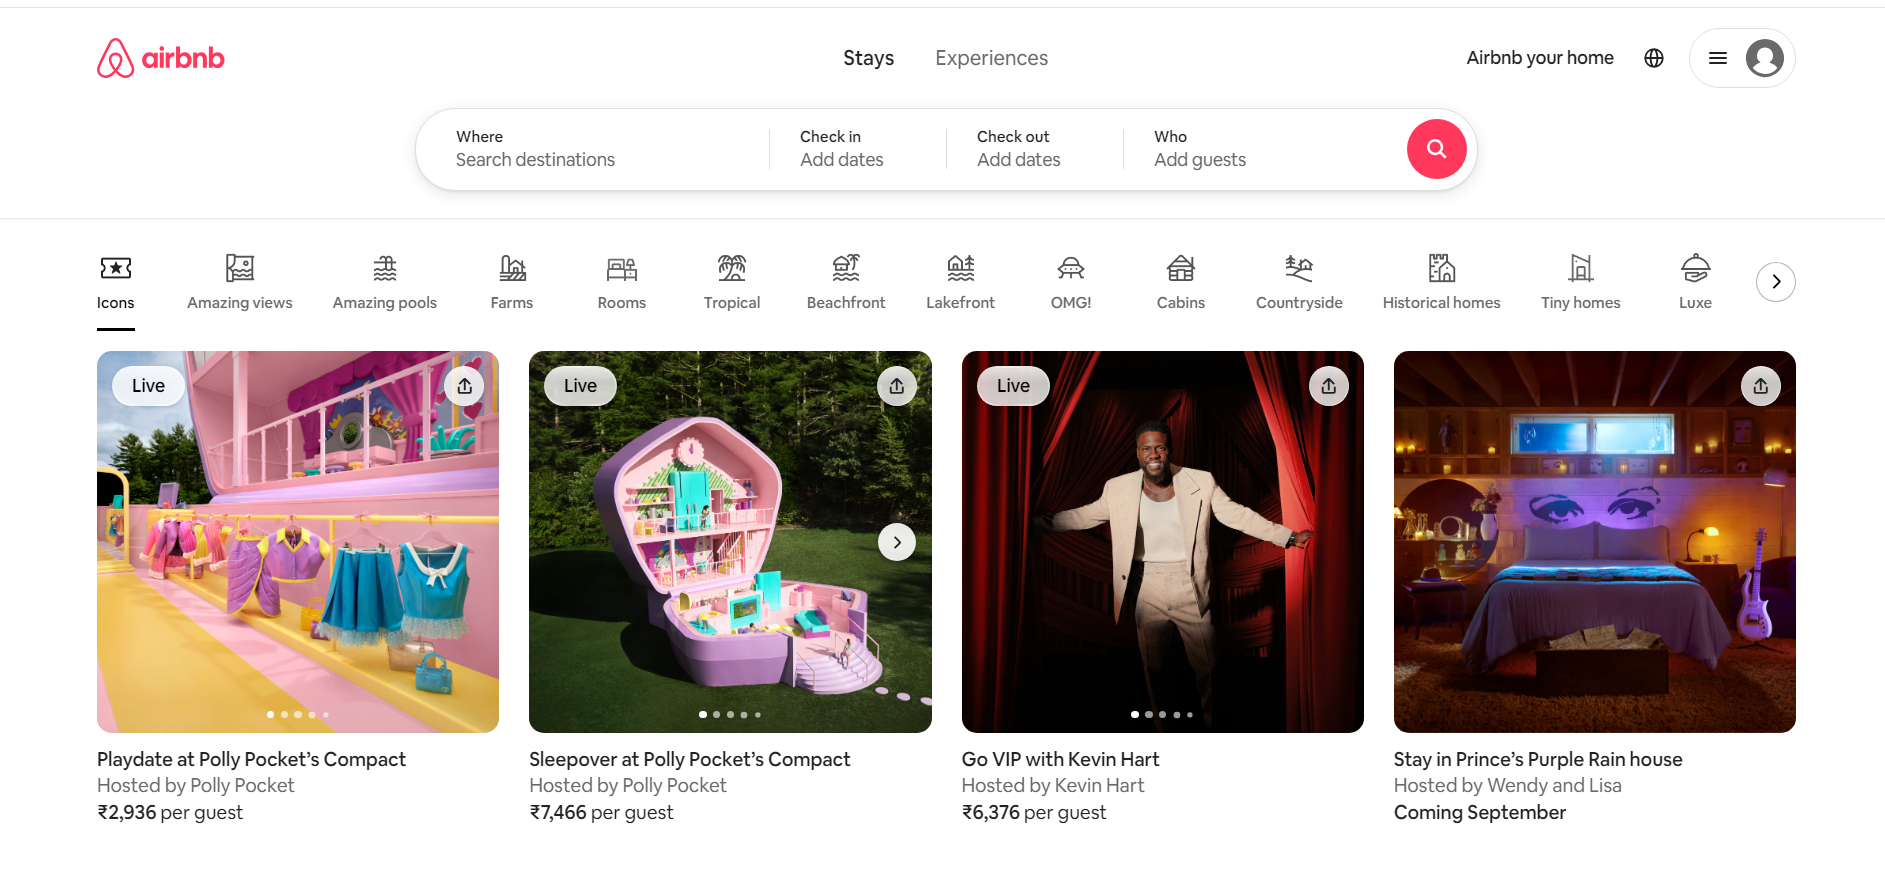 airbnb
Stays Experiences
Airbnb your home
Where Check in Check out Who
Search destinations Add dates Add dates Add guests
Icons Amazing views Amazing pools Farms Rooms Tropical Beachfront Lakefront OMG! Cabins Countryside Historical homes Tiny homes Luxe
Live Live Live
Playdate at Polly Pocket’s Compact
Hosted by Polly Pocket
₹2,936 per guest
Sleepover at Polly Pocket’s Compact
Hosted by Polly Pocket
₹7,466 per guest
Go VIP with Kevin Hart
Hosted by Kevin Hart
₹6,376 per guest
Stay in Prince’s Purple Rain house
Hosted by Wendy and Lisa
Coming September